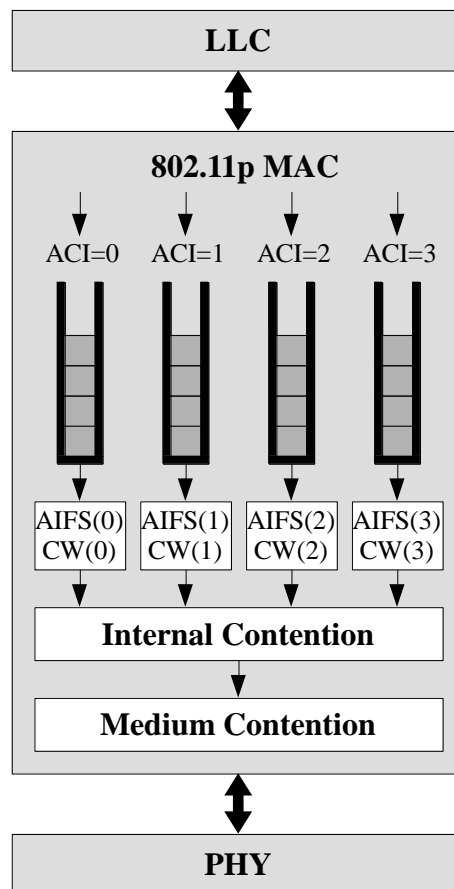 LLC
802.11p MAC
ACI=0 ACI=1 ACI=2 ACI=3
AIFS(0) AIFS(1) AIFS(2) AIFS(3)
CW(0) CW(1) CW(2) CW(3)
Internal Contention
Medium Contention
PHY